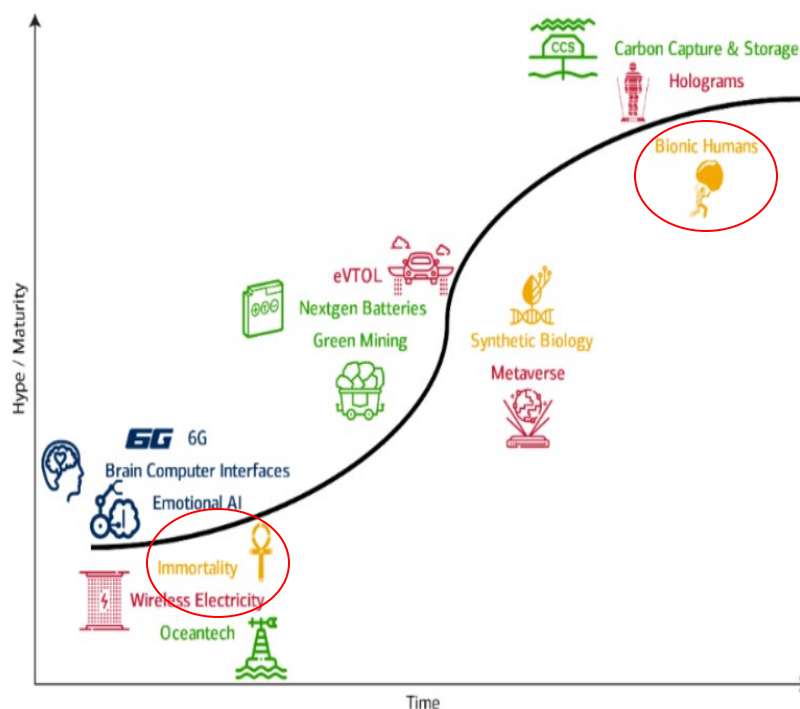 CCS
Carbon Capture & Storage
Holograms
Bionic Humans
eVTOL
Nextgen Batteries
Green Mining
Synthetic Biology
Metaverse
Hype / Maturity
6G 6G
Brain Computer Interfaces
Emotional AI
Immortality
Wireless Electricity
Oceantech
Time